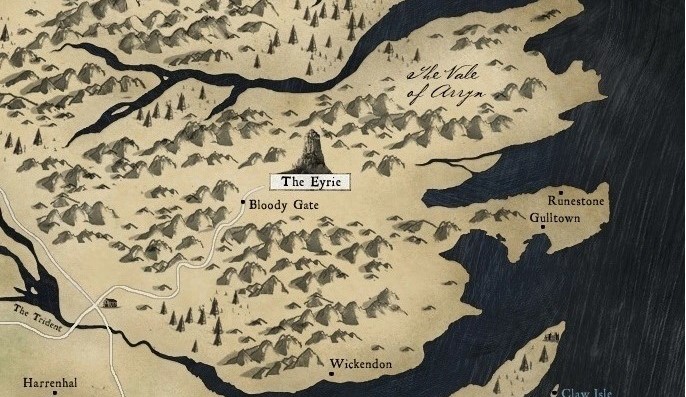 The Vale
of Arryn
The Eyrie
Bloody Gate
Runestone
Gulltown
The Trident
Wickendon
Harrenhal
Claw Isle